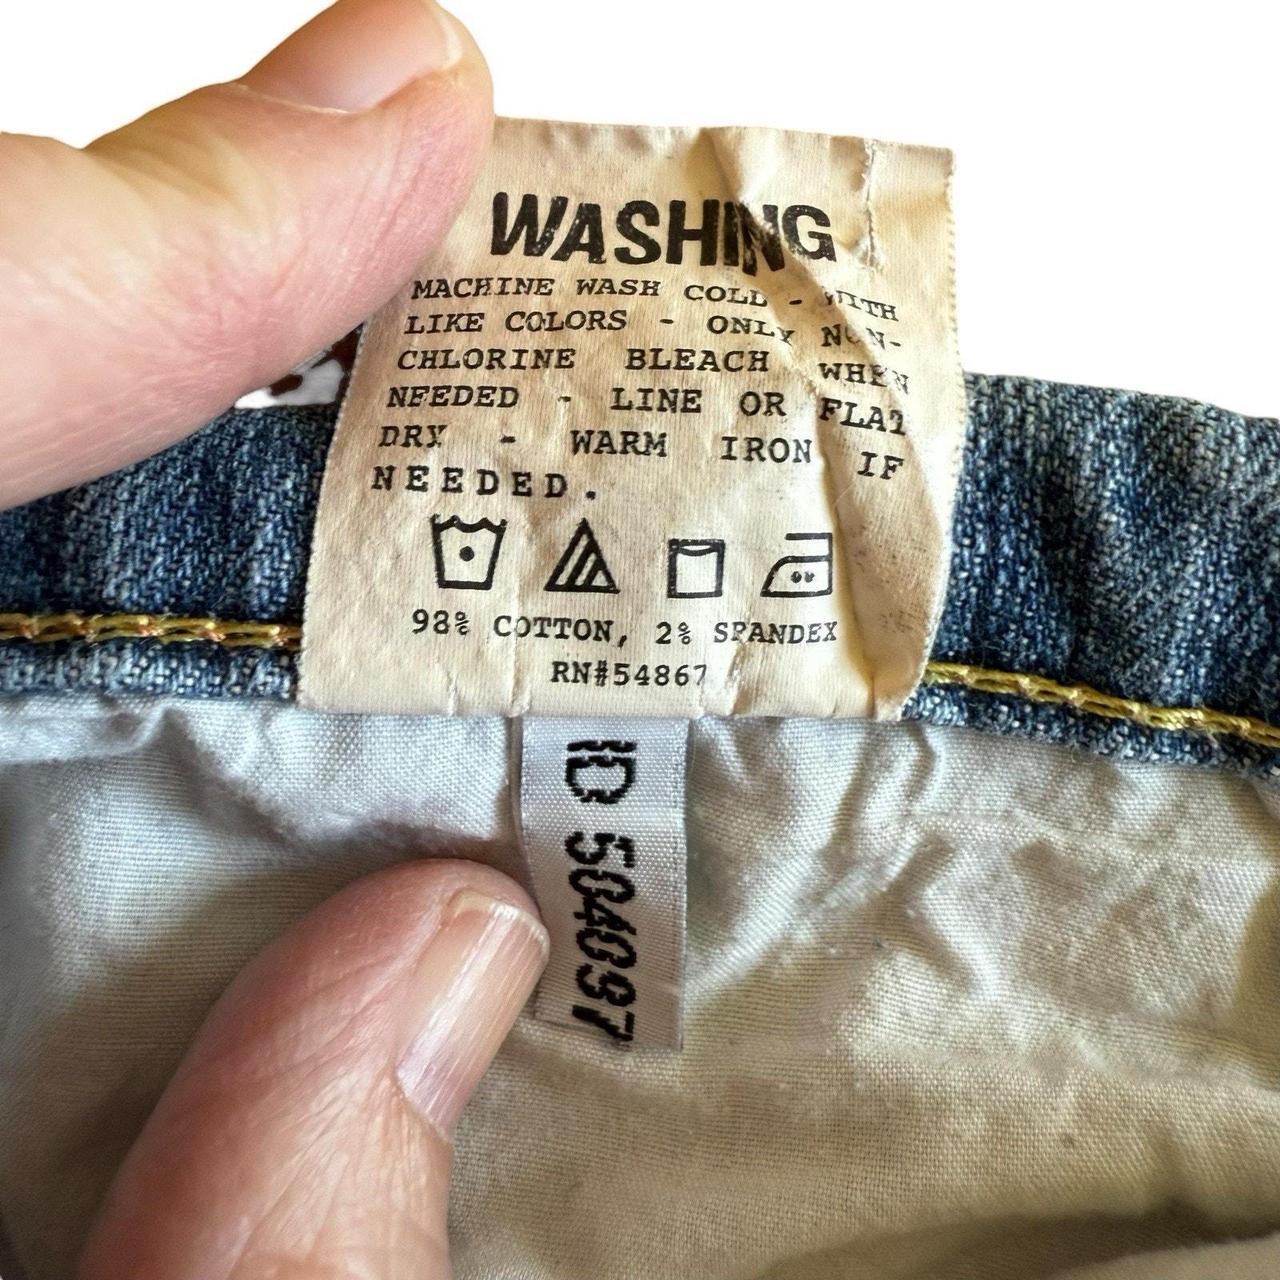 WASHING
MACHINE WASH COLD - WITH
LIKE COLORS - ONLY NON-
CHLORINE BLEACH WHEN
NEEDED - LINE OR FLAT
DRY - WARM IRON IF
NEEDED.
98% COTTON, 2% SPANDEX
RN#54867
ID 504097